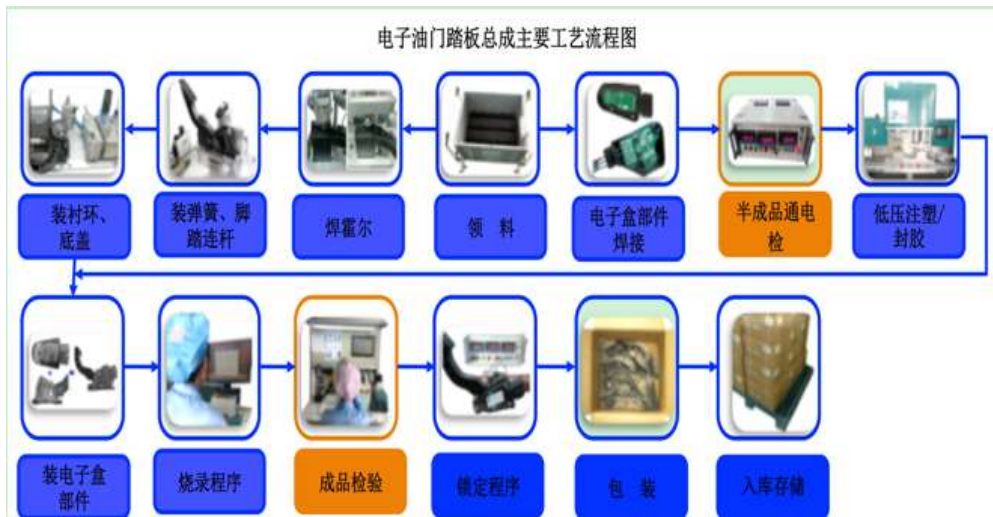 电子油门踏板总成主要工艺流程图
装衬环、
底盖
装弹簧、脚
踏连杆
焊霍尔
领 料
电子盒部件
焊接
半成品通电
检
低压注塑/
封胶
装电子盒
部件
烧录程序
成品检验
锁定程序
包 装
入库存储